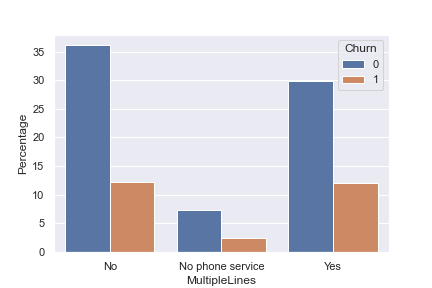 Churn
0
1
35
30
25
20
15
10
5
0
Percentage
No
No phone service
Yes
MultipleLines